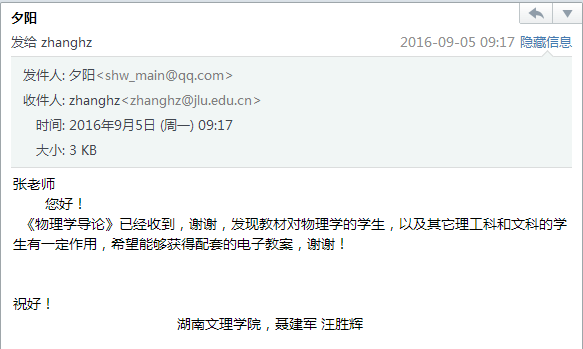 夕阳
发给 zhanghz
2016-09-05 09:17 隐藏信息
发件人: 夕阳<shw_main@qq.com>
收件人: zhanghz<zhanghz@jlu.edu.cn>
时间: 2016年9月5日 (周一) 09:17
大小: 3 KB
张老师
您好！
《物理学导论》已经收到，谢谢，发现教材对物理学的学生，以及其它理工科和文科的学
生有一定作用，希望能够获得配套的电子教案，谢谢！
祝好！
湖南文理学院，聂建军 汪胜辉